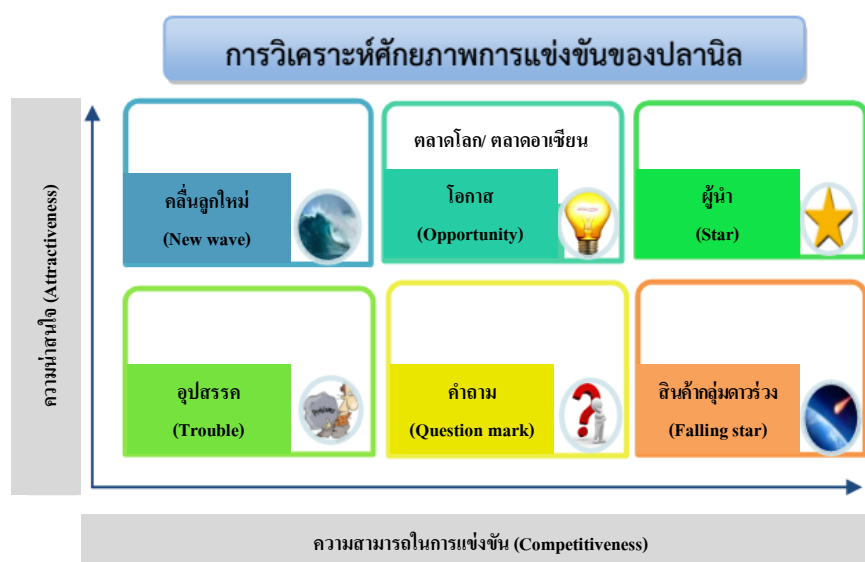 การวิเคราะห์ศักยภาพการแข่งขันของปลานิล
ความน่าสนใจ (Attractiveness)
คลื่นลูกใหม่
(New wave)
ตลาดโลก/ ตลาดอาเซียน
โอกาส
(Opportunity)
ผู้นำ
(Star)
อุปสรรค
(Trouble)
คำถาม
(Question mark)
สินค้ากลุ่มดาวร่วง
(Falling star)
ความสามารถในการแข่งขัน (Competitiveness)